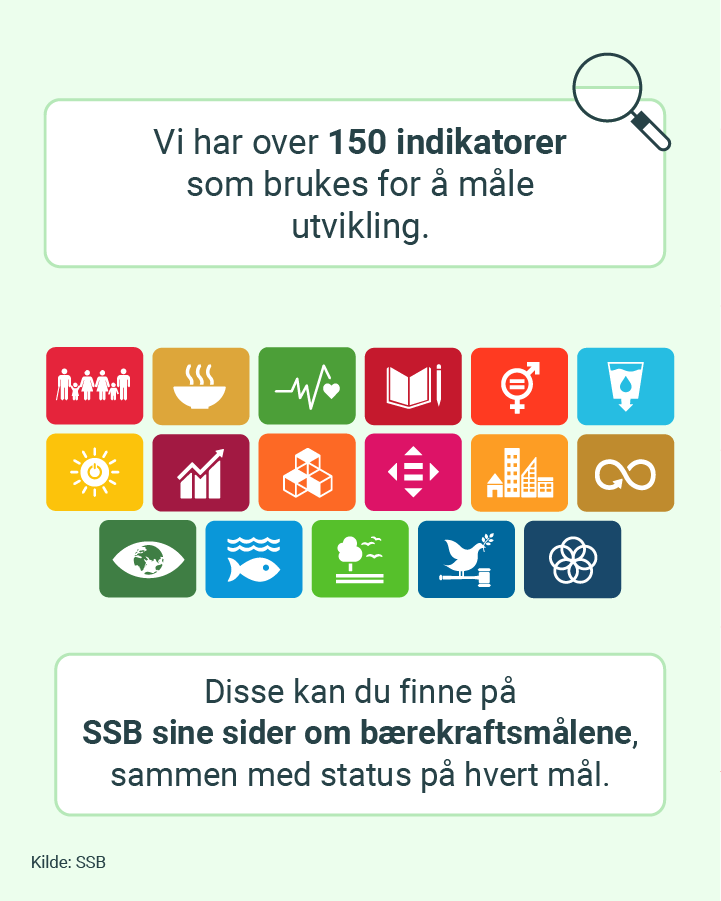 Vi har over 150 indikatorer
som brukes for å måle
utvikling.
Disse kan du finne på
SSB sine sider om bærekraftsmålene,
sammen med status på hvert mål.
Kilde: SSB